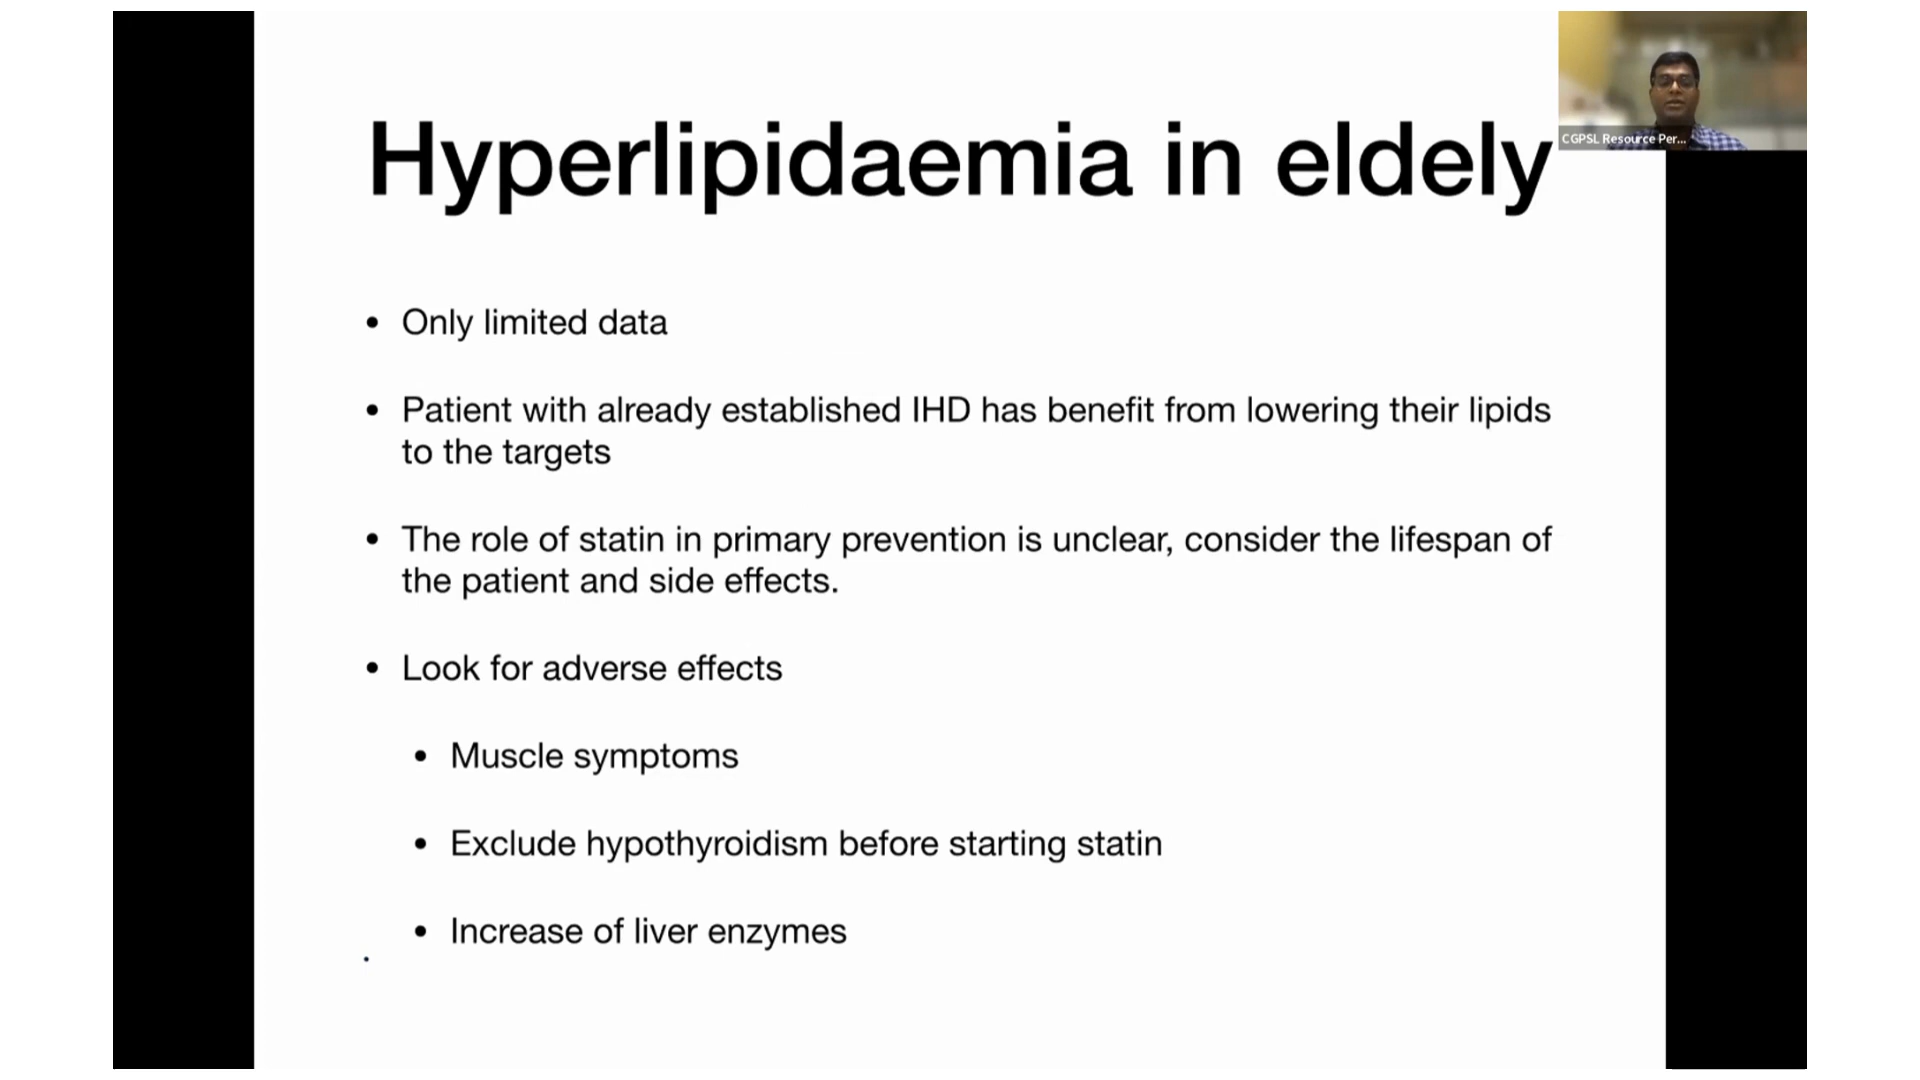 Hyperlipidaemia in eldely
CGPSL Resource Per...
• Only limited data
• Patient with already established IHD has benefit from lowering their lipids
to the targets
• The role of statin in primary prevention is unclear, consider the lifespan of
the patient and side effects.
• Look for adverse effects
• Muscle symptoms
• Exclude hypothyroidism before starting statin
• Increase of liver enzymes